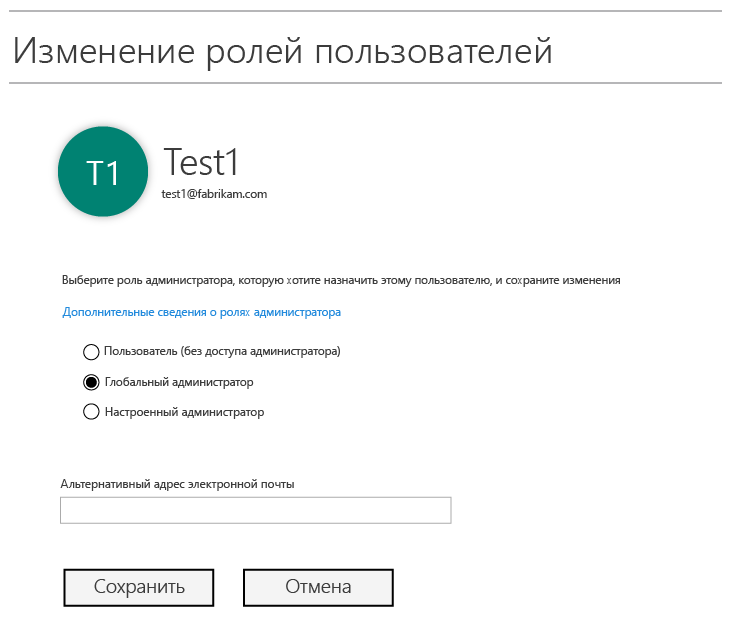 Изменение ролей пользователей
T1
Test1
test1@fabrikam.com
Выберите роль администратора, которую хотите назначить этому пользователю, и сохраните изменения
Дополнительные сведения о ролях администратора
Пользователь (без доступа администратора)
Глобальный администратор
Настроенный администратор
Альтернативный адрес электронной почты
Сохранить
Отмена